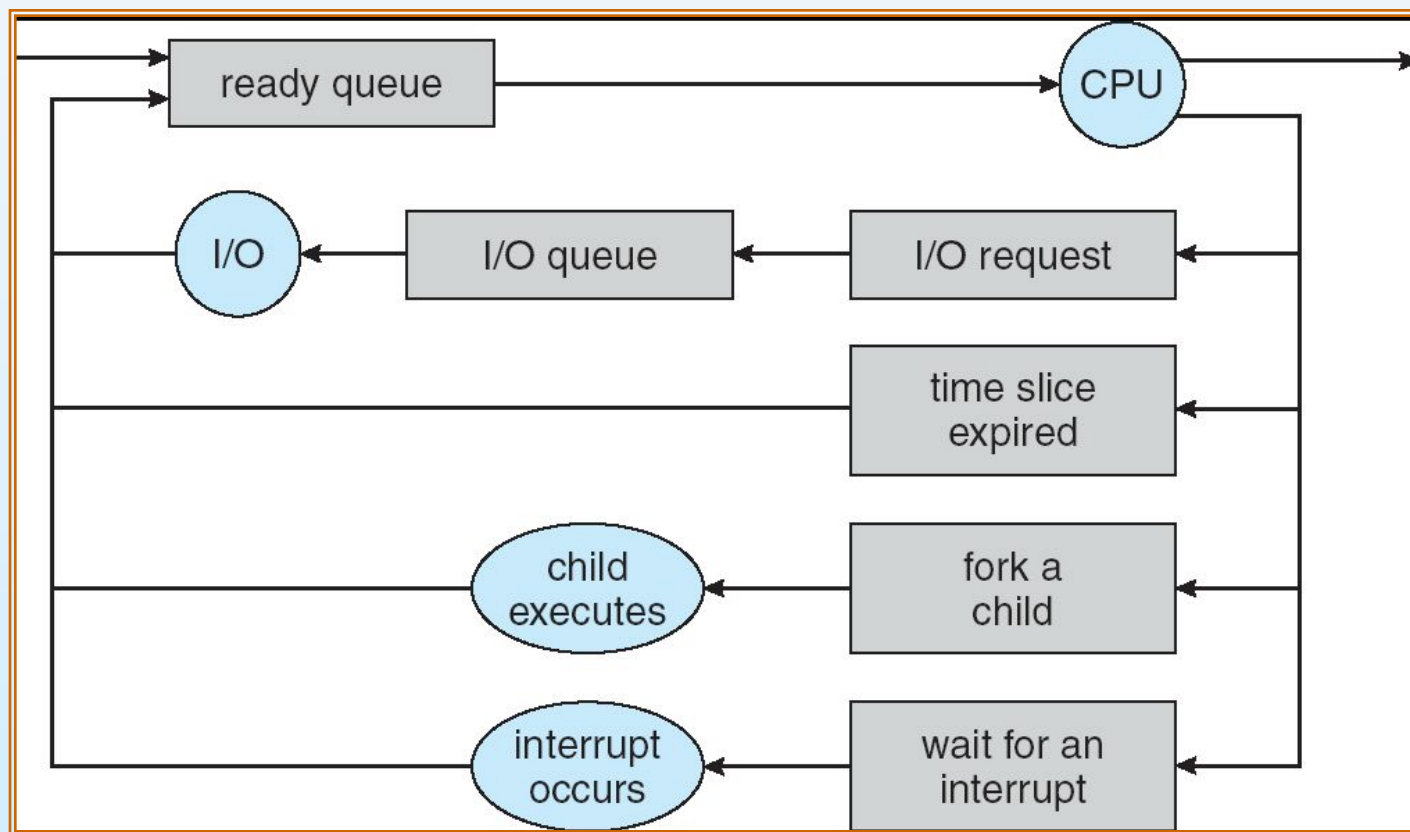 ready queue
CPU
I/O
I/O queue
I/O request
time slice
expired
child
executes
fork a
child
interrupt
occurs
wait for an
interrupt